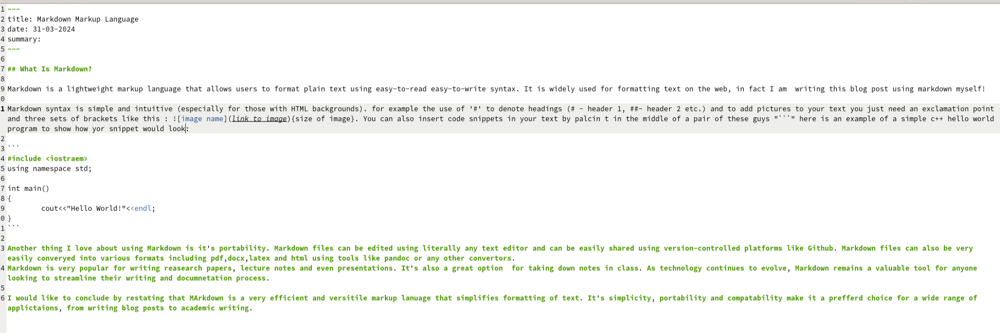 1 ---
2 title: Markdown Markup Language
3 date: 31-03-2024
4 summary:
5 ---
6
7 ## What Is Markdown?
8
9 Markdown is a lightweight markup language that allows users to format plain text using easy-to-read easy-to-write syntax. It is widely used for formatting text on the web, in fact I am  writing this blog post using markdown myself!
0
1 Markdown syntax is simple and intuitive (especially for those with HTML backgrounds). for example the use of '#' to denote headings (# - header 1, ##- header 2 etc.) and to add pictures to your text you just need an exclamation point
and three sets of brackets like this : ![image name](link to image){size of image}. You can also insert code snippets in your text by palcin t in the middle of a pair of these guys "```" here is an example of a simple c++ hello world
program to show how yor snippet would look:
2
3 ```
4 #include <iostraem>
5 using namespace std;
6
7 int main()
8 {
9         cout<<"Hello World!"<<endl;
0 }
1 ```
2
3 Another thing I love about using Markdown is it's portability. Markdown files can be edited using literally any text editor and can be easily shared using version-controlled platforms like Github. Markdown files can also be very
easily converyed into various formats including pdf,docx,latex and html using tools like pandoc or any other convertors.
4 Markdown is very popular for writing reasearch papers, lecture notes and even presentations. It's also a great option  for taking down notes in class. As technology continues to evolve, Markdown remains a valuable tool for anyone
looking to streamline their writing and documnetation process.
5
6 I would like to conclude by restating that MArkdown is a very efficient and versitile markup lanuage that simplifies formatting of text. It's simplicity, portability and compatability make it a prefferd choice for a wide range of
applictaions, from writing blog posts to academic writing.